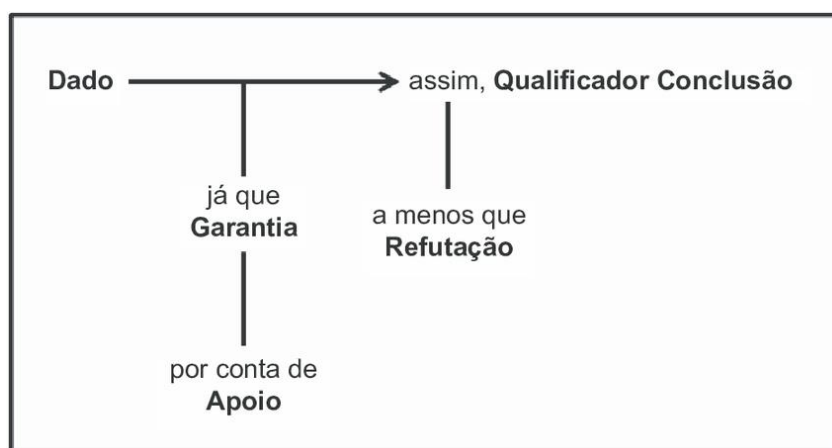 Dado assim, Qualificador Conclusão
já que
Garantia
a menos que
Refutação
por conta de
Apoio